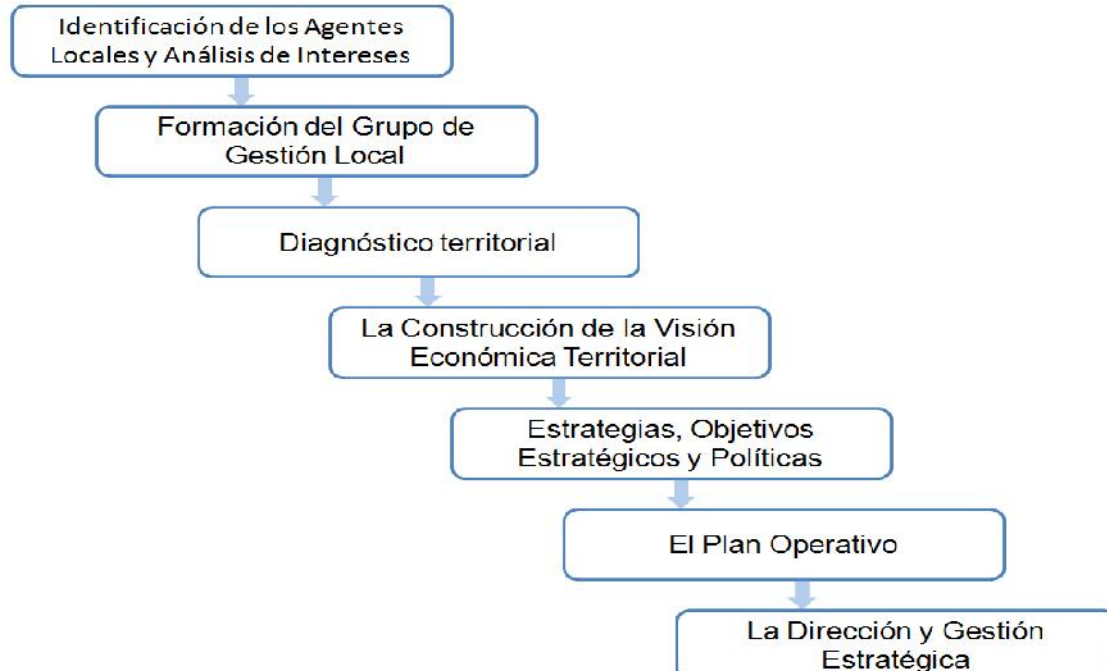 Identificación de los Agentes
Locales y Análisis de Intereses
Formación del Grupo de
Gestión Local
Diagnóstico territorial
La Construcción de la Visión
Económica Territorial
Estrategias, Objetivos
Estratégicos y Políticas
El Plan Operativo
La Dirección y Gestión
Estratégica